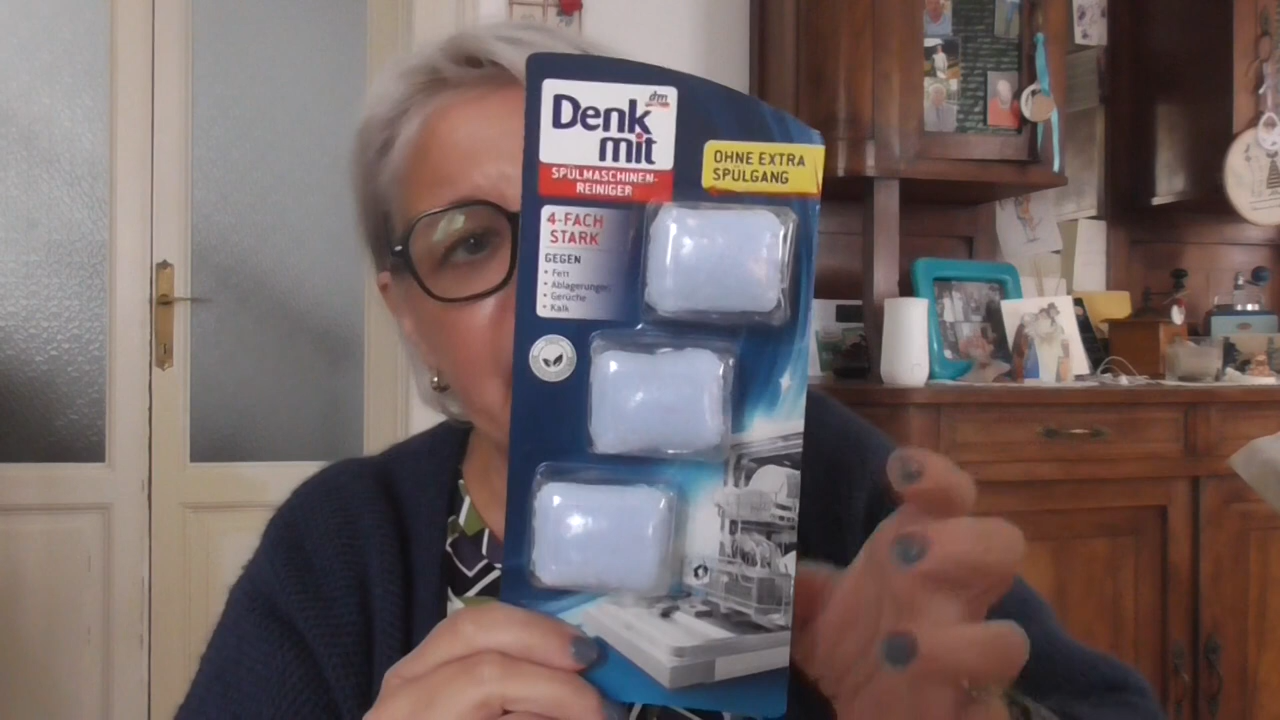 Denk
mit
dm
SPÜLMASCHINEN-
REINIGER
OHNE EXTRA
SPÜLGANG
4-FACH
STARK
GEGEN
• Fett
• Ablagerungen
• Gerüche
• Kalk